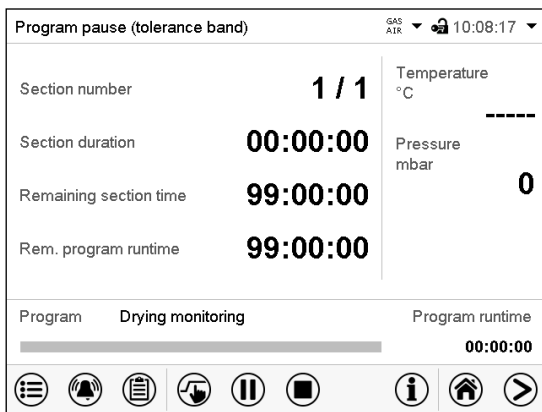 Program pause (tolerance band)
GAS
AIR
10:08:17
Section number 1 / 1
Section duration 00:00:00
Remaining section time 99:00:00
Rem. program runtime 99:00:00
Temperature
°C
-----
Pressure
mbar
0
Program Drying monitoring
Program runtime
00:00:00